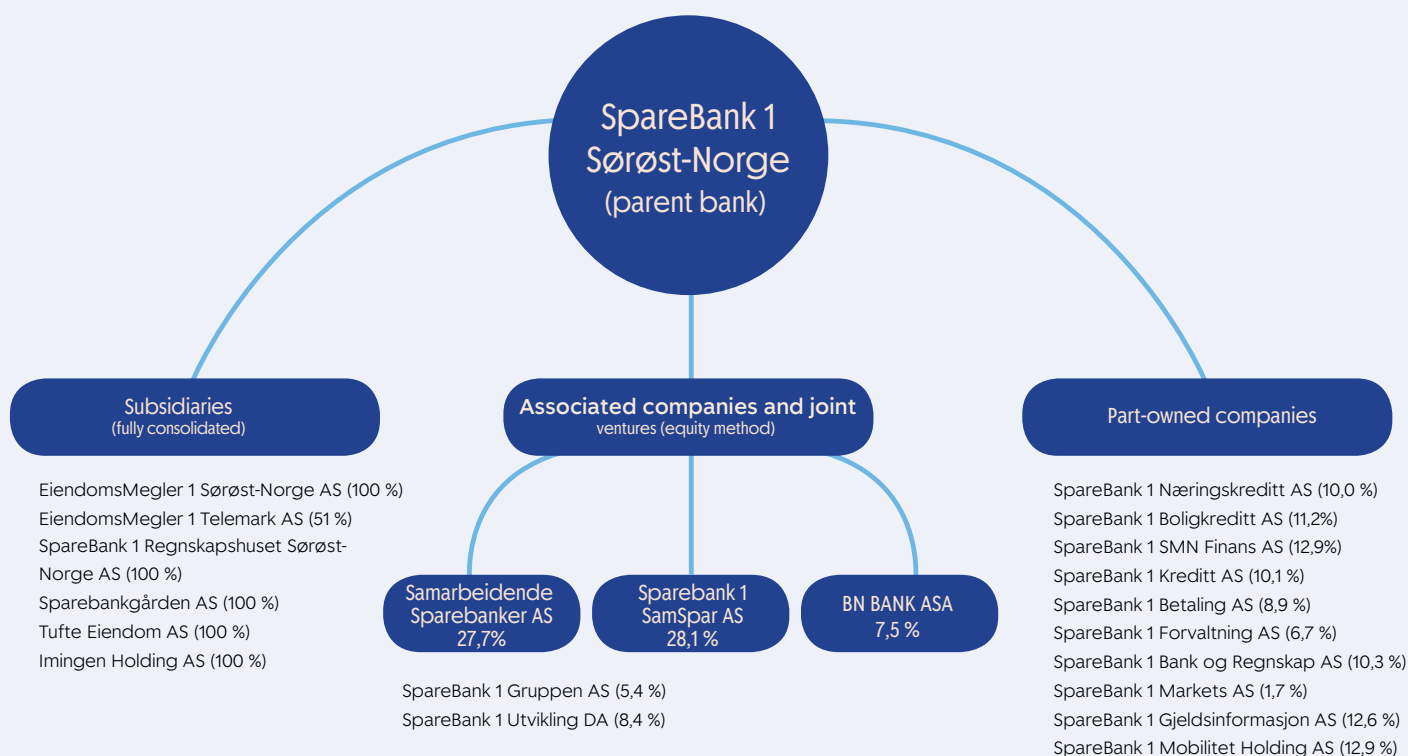 SpareBank 1
Sørøst-Norge
(parent bank)
Subsidiaries
(fully consolidated)
Associated companies and joint
ventures (equity method)
Part-owned companies
EiendomsMegler 1 Sørøst-Norge AS (100 %)
EiendomsMegler 1 Telemark AS (51 %)
SpareBank 1 Regnskapshuset Sørøst-
Norge AS (100 %)
Sparebankgården AS (100 %)
Tufte Eiendom AS (100 %)
Imingen Holding AS (100 %)
Samarbeidende
Sparebanker AS
27,7%
Sparebank 1
SamSpar AS
28,1 %
BN BANK ASA
7,5 %
SpareBank 1 Gruppen AS (5,4 %)
SpareBank 1 Utvikling DA (8,4 %)
SpareBank 1 Næringskreditt AS (10,0 %)
SpareBank 1 Boligkreditt AS (11,2%)
SpareBank 1 SMN Finans AS (12,9%)
SpareBank 1 Kreditt AS (10,1 %)
SpareBank 1 Betaling AS (8,9 %)
SpareBank 1 Forvaltning AS (6,7 %)
SpareBank 1 Bank og Regnskap AS (10,3 %)
SpareBank 1 Markets AS (1,7 %)
SpareBank 1 Gjeldsinformasjon AS (12,6 %)
SpareBank 1 Mobilitet Holding AS (12,9 %)